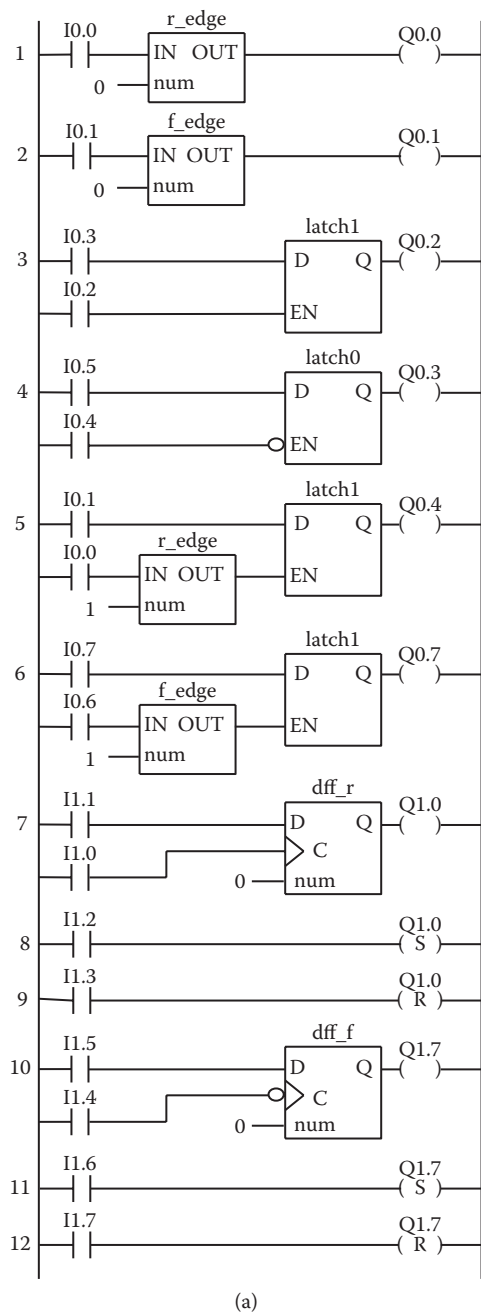 I0.0 r_edge Q0.0
1 IN OUT
0 num
I0.1 f_edge Q0.1
2 IN OUT
0 num
latch1
I0.3 Q0.2
3 D Q
I0.2
EN
latch0
I0.5 Q0.3
4 D Q
I0.4
EN
latch1
I0.1 Q0.4
5 D Q
I0.0 r_edge
IN OUT EN
1 num
latch1
I0.7 Q0.7
6 D Q
I0.6 f_edge
IN OUT EN
1 num
dff_r
I1.1 Q1.0
7 D Q
I1.0 C
0 num
I1.2 Q1.0
8 S
I1.3 Q1.0
9 R
dff_f
I1.5 Q1.7
10 D Q
I1.4 C
0 num
I1.6 Q1.7
11 S
I1.7 Q1.7
12 R
(a)